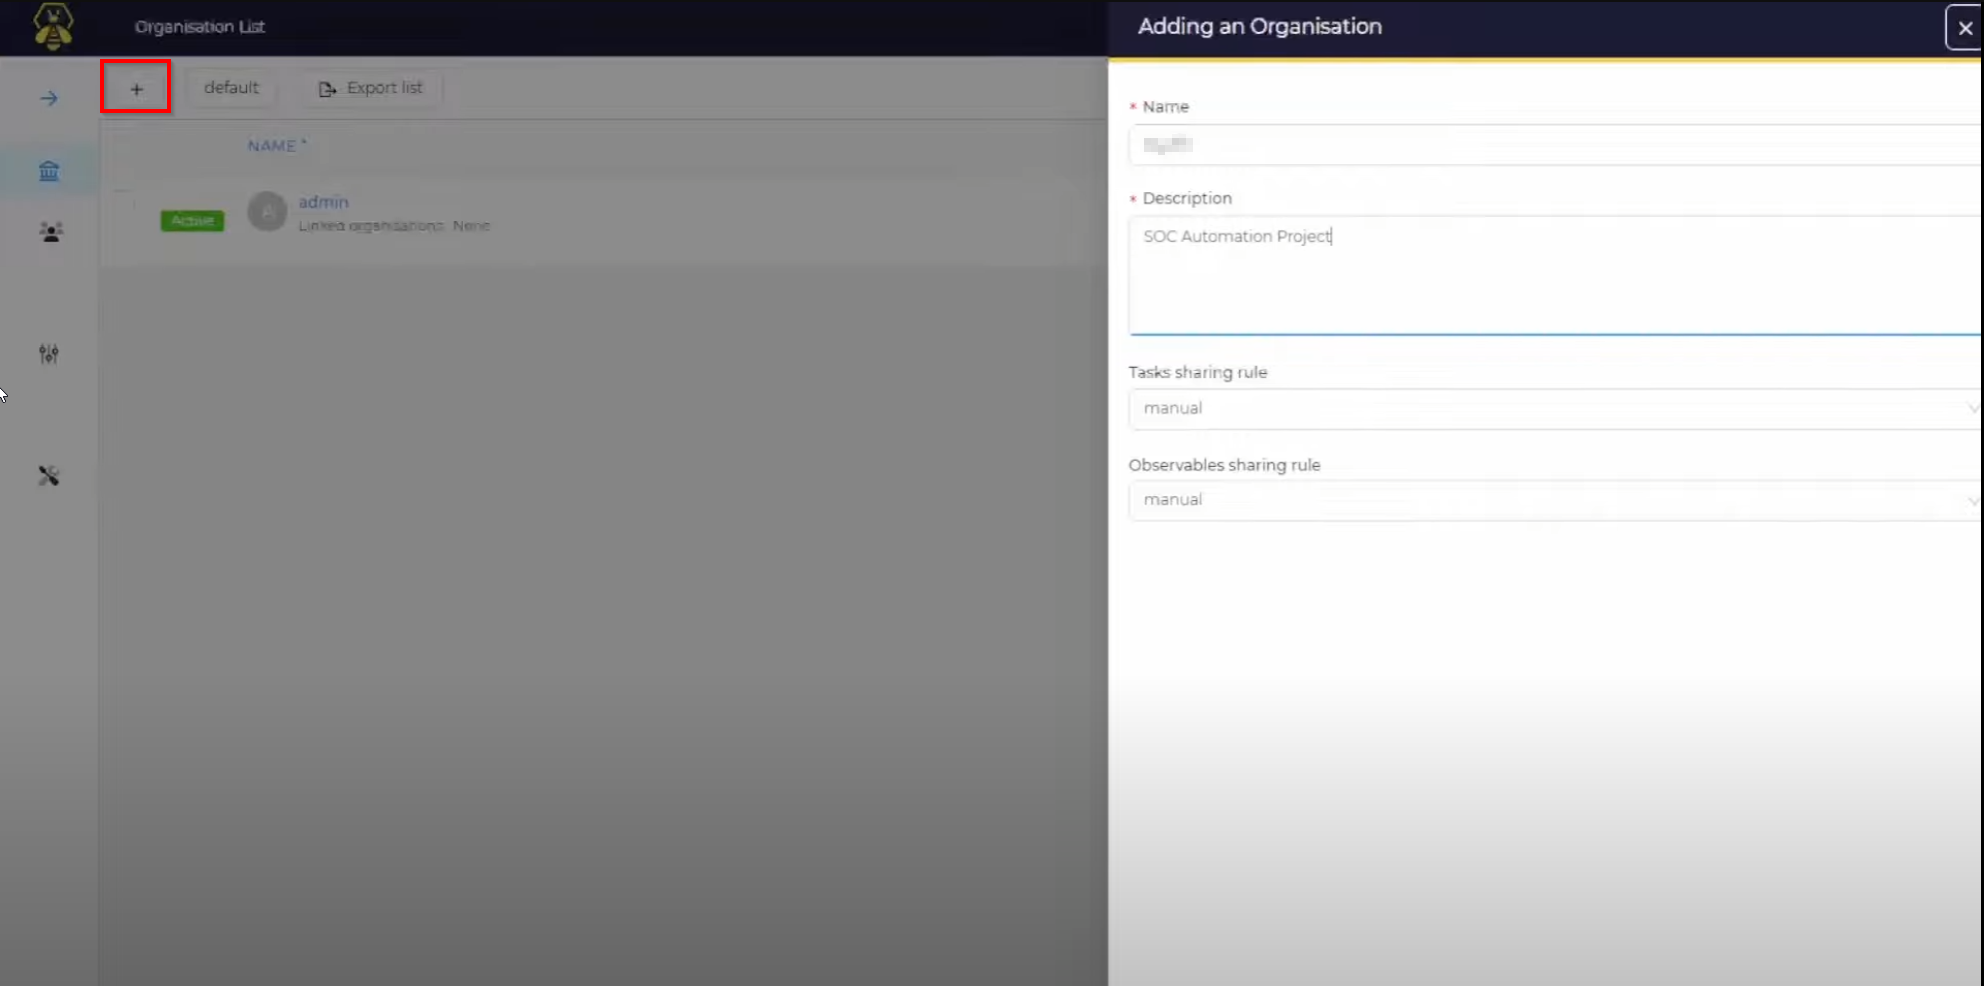 Organisation List
Adding an Organisation
+ default Export list
* Name
NAME
* Description
admin
Active
A
Linked organisations: None
SOC Automation Project
Tasks sharing rule
manual
Observables sharing rule
manual